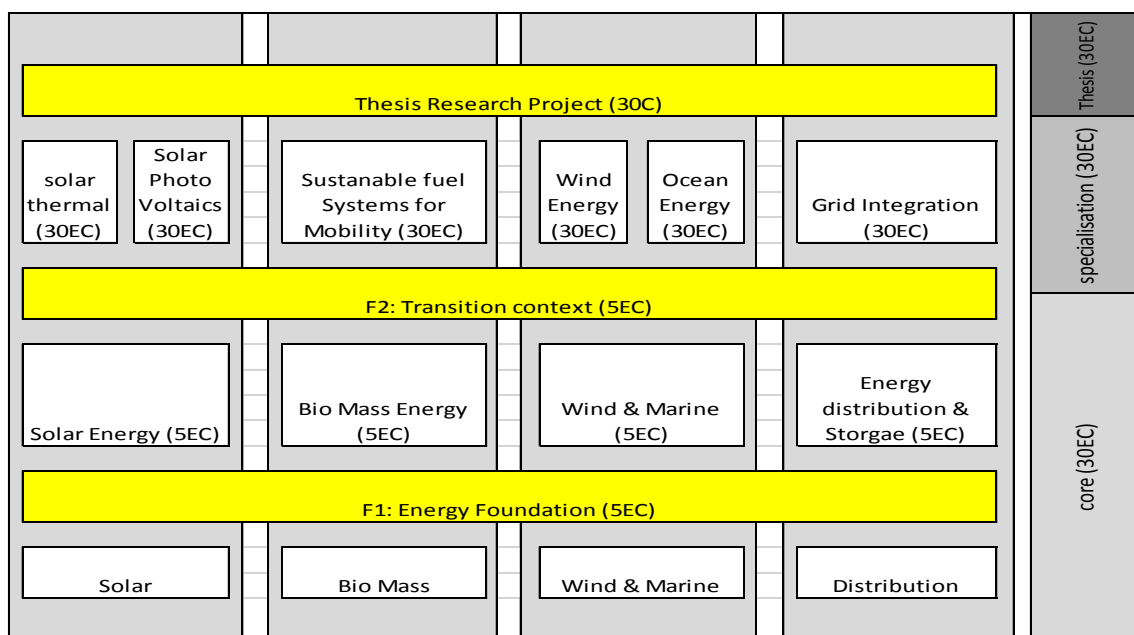 Thesis Research Project (30C)
solar
thermal
(30EC)
Solar
Photo
Voltaics
(30EC)
Sustanable fuel
Systems for
Mobility (30EC)
Wind
Energy
(30EC)
Ocean
Energy
(30EC)
Grid Integration
(30EC)
F2: Transition context (5EC)
Solar Energy (5EC)
Bio Mass Energy
(5EC)
Wind & Marine
(5EC)
Energy
distribution &
Storgae (5EC)
F1: Energy Foundation (5EC)
Solar
Bio Mass
Wind & Marine
Distribution
Thesis (30EC)
specialisation (30EC)
core (30EC)